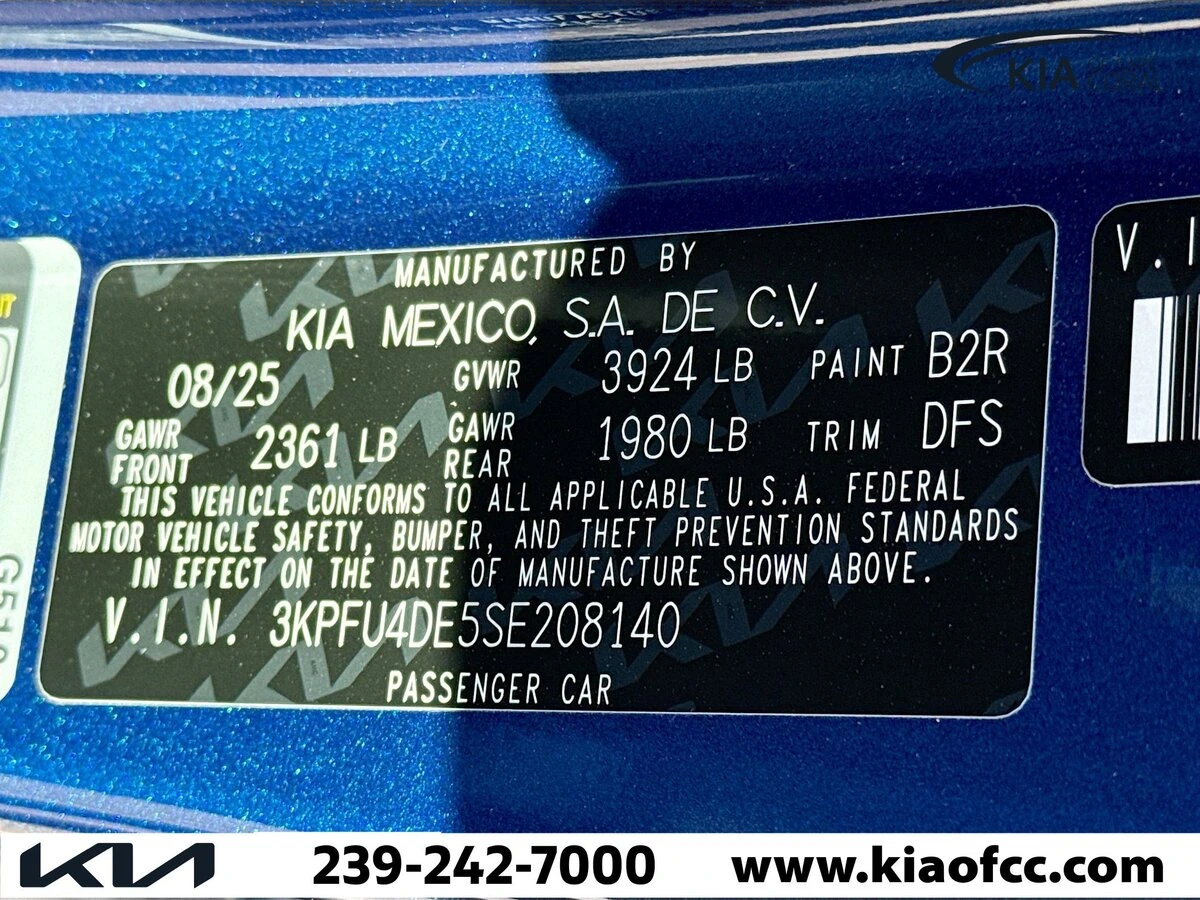 KIA
MANUFACTURED BY
KIA MEXICO, S.A. DE C.V.
08/25 GVWR 3924 LB PAINT B2R
GAWR FRONT 2361 LB GAWR REAR 1980 LB TRIM DFS
THIS VEHICLE CONFORMS TO ALL APPLICABLE U.S.A. FEDERAL
MOTOR VEHICLE SAFETY, BUMPER, AND THEFT PREVENTION STANDARDS
IN EFFECT ON THE DATE OF MANUFACTURE SHOWN ABOVE.
V.I.N. 3KPFU4DE5SE208140
PASSENGER CAR
V.I
KIA 239-242-7000 www.kiaofcc.com